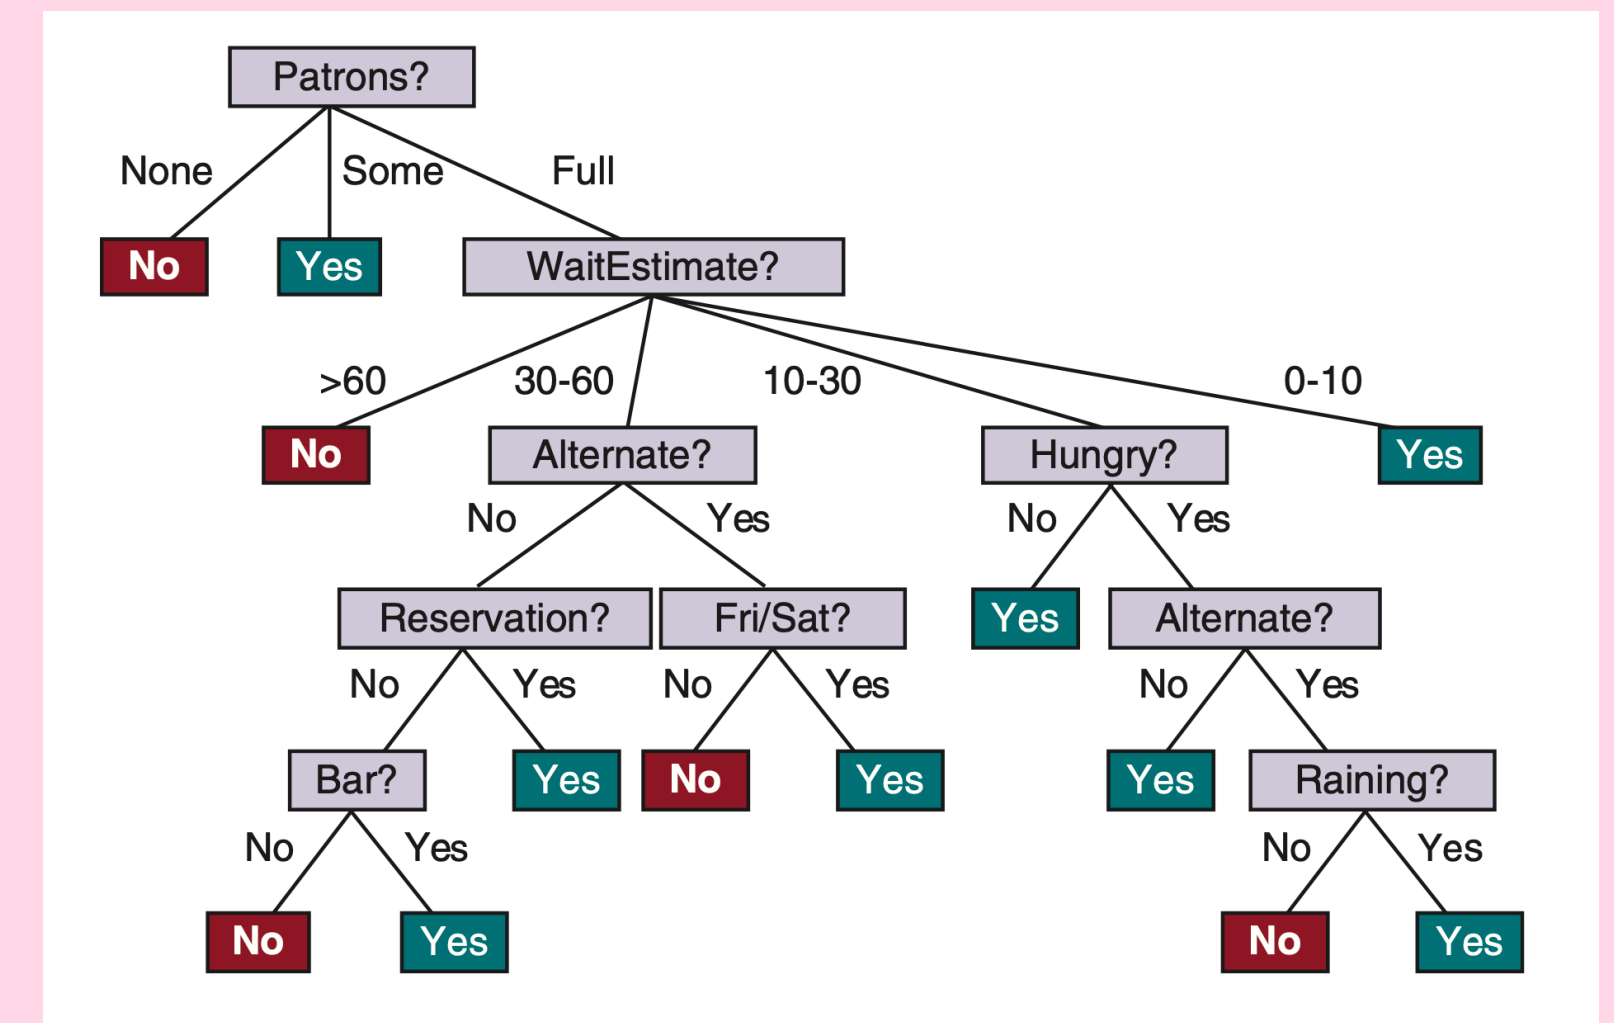 Patrons?
None Some Full
No Yes WaitEstimate?
>60 30-60 10-30 0-10
No Alternate? Hungry? Yes
No Yes No Yes
Reservation? Fri/Sat? Yes Alternate?
No Yes No Yes No Yes
Bar? Yes No Yes Yes Raining?
No Yes No Yes
No Yes No Yes